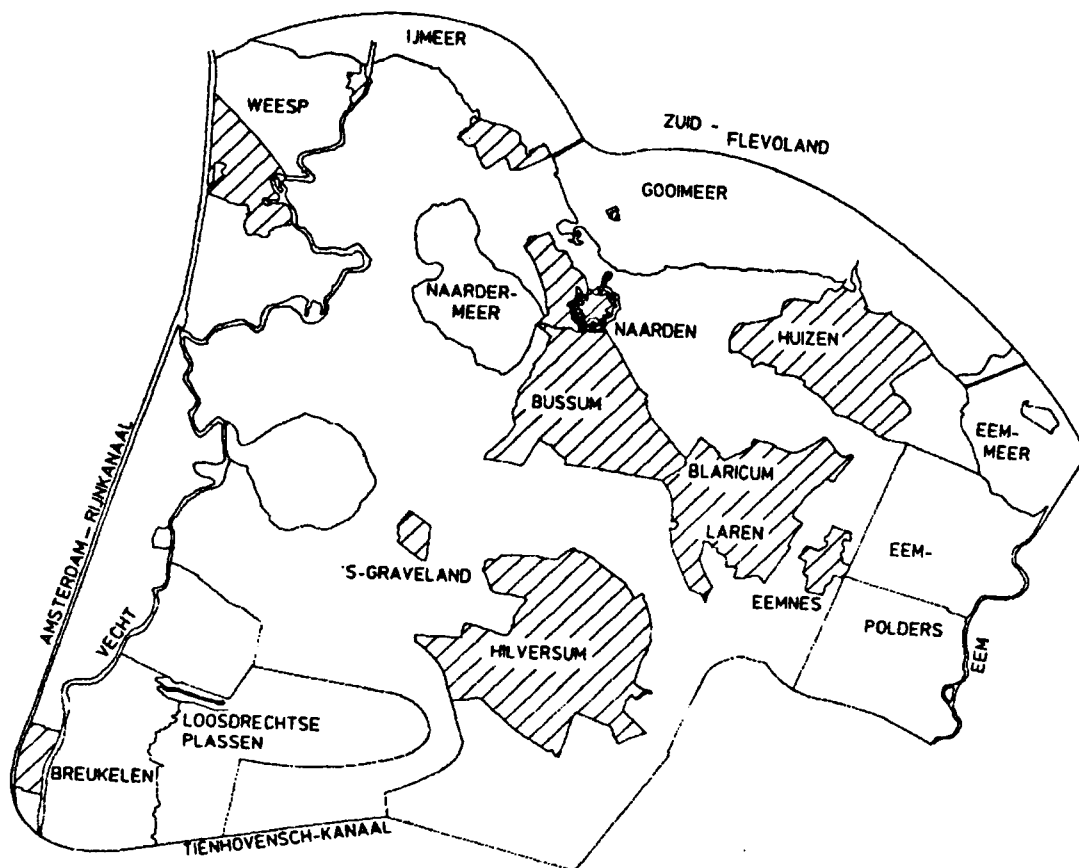 IJMEER
WEESP
ZUID -
FLEVOLAND
GOOIMEER
NAARDER-
MEER
NAARDEN
HUIZEN
BUSSUM
EEM-
MEER
BLARICUM
LAREN
EEM-
'S-GRAVELAND
EEMNES
POLDERS
AMSTERDAM - RIJNKANAAL
VECHT
HILVERSUM
EEM
LOOSDRECHTSE
PLASSEN
BREUKELEN
TIENHOVENSCH-KANAAL